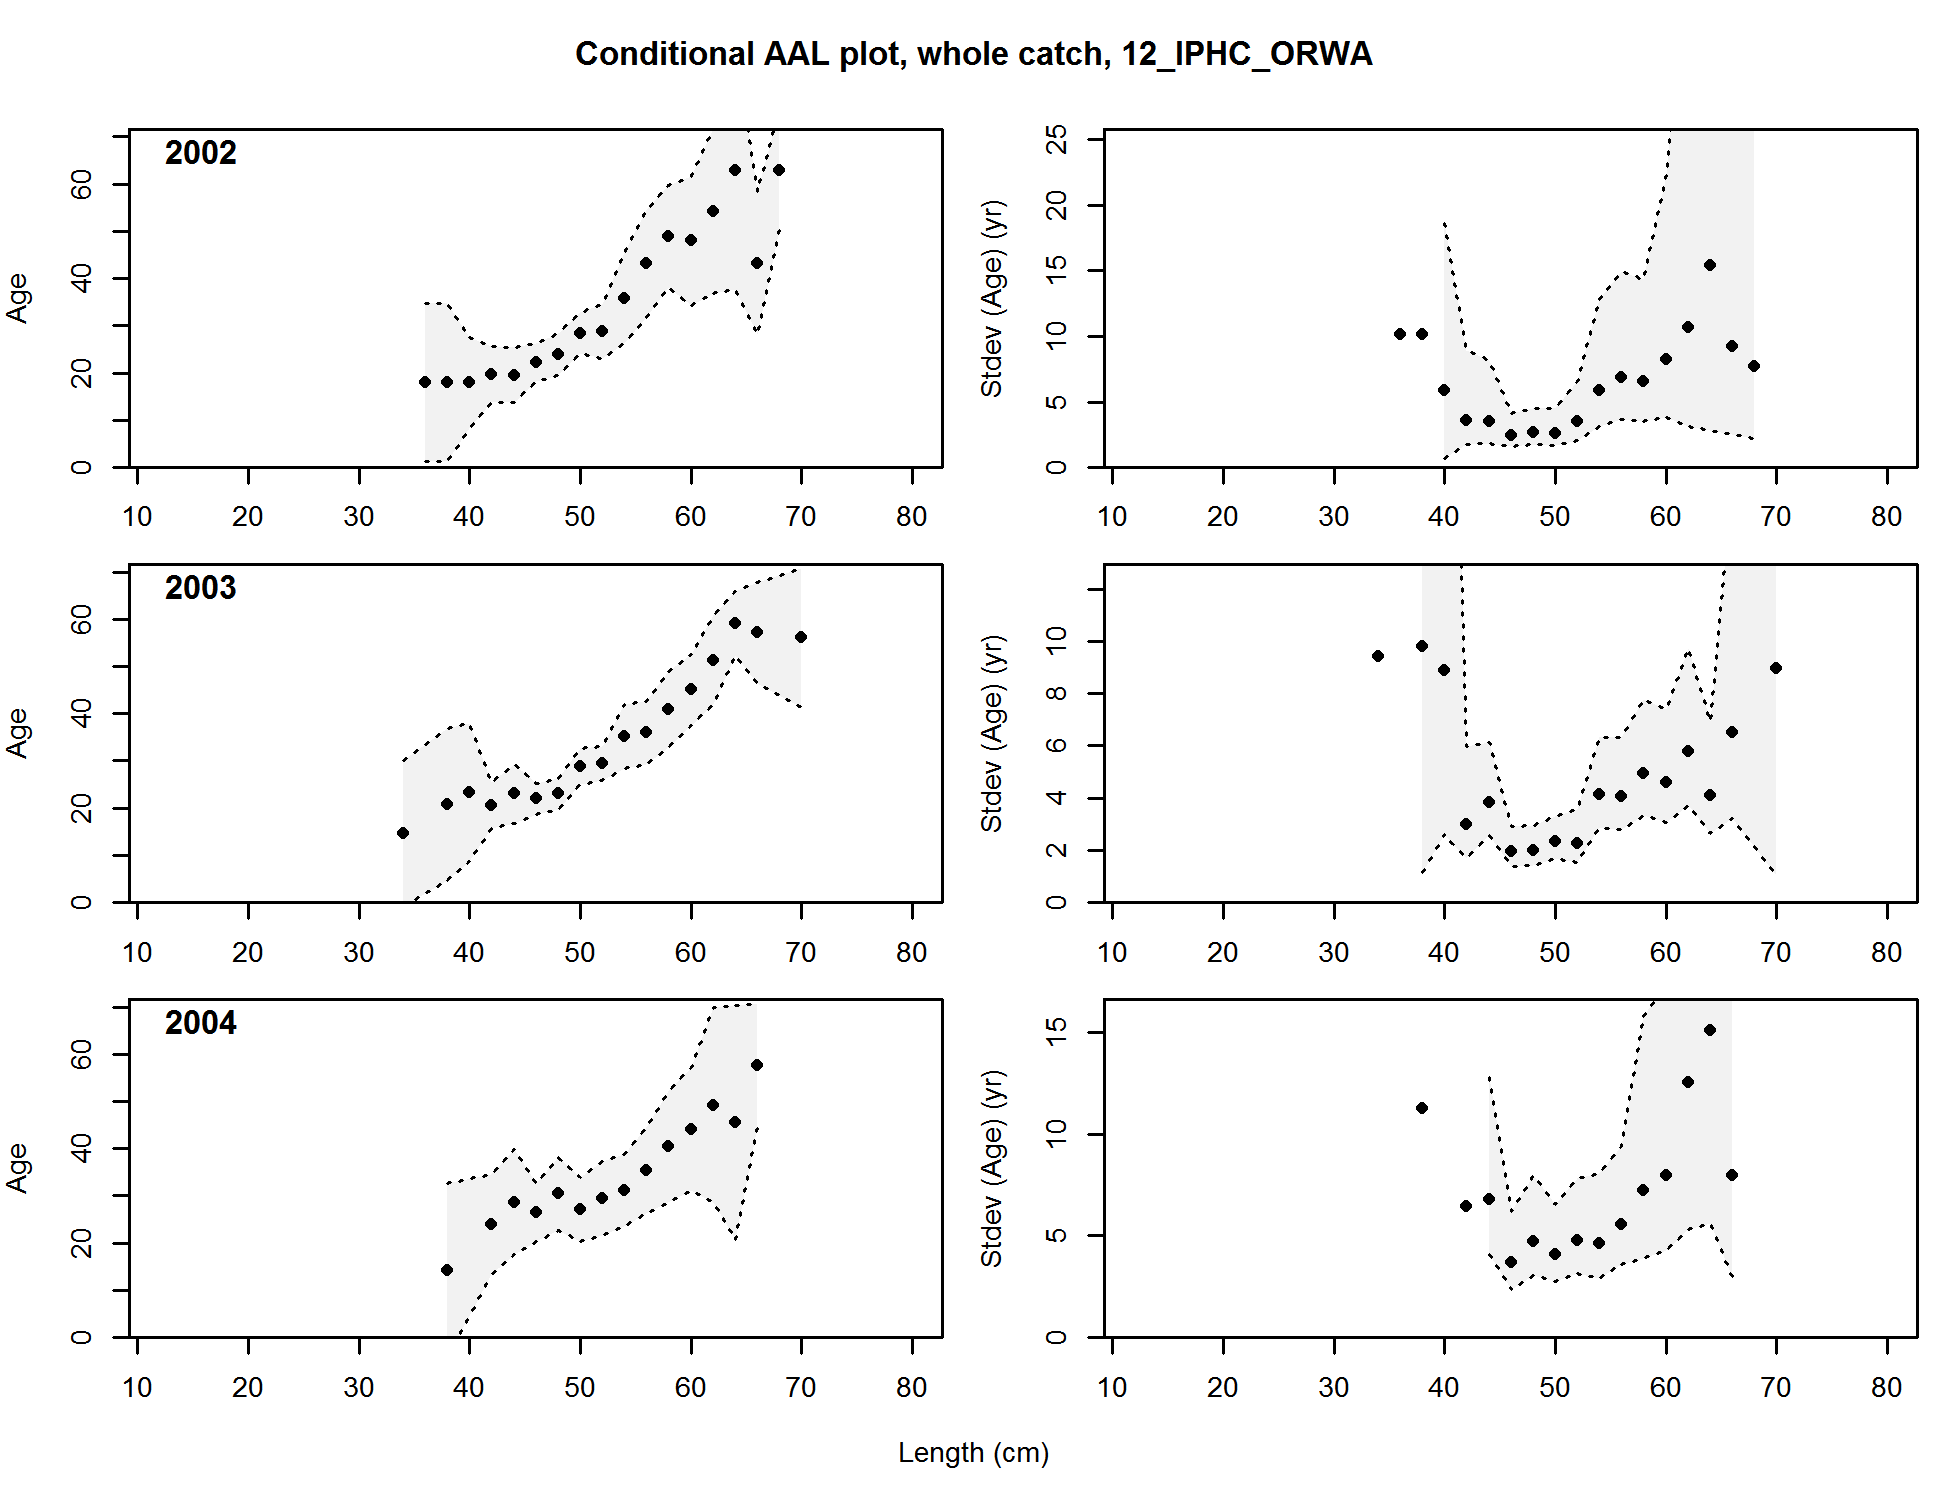 Conditional AAL plot, whole catch, 12_IPHC_ORWA
2002
Age
0 20 40 60
10 20 30 40 50 60 70 80
Stdev (Age) (yr)
0 5 10 15 20 25
10 20 30 40 50 60 70 80
2003
Age
0 20 40 60
10 20 30 40 50 60 70 80
Stdev (Age) (yr)
0 2 4 6 8 10
10 20 30 40 50 60 70 80
2004
Age
0 20 40 60
10 20 30 40 50 60 70 80
Stdev (Age) (yr)
0 5 10 15
10 20 30 40 50 60 70 80
Length (cm)